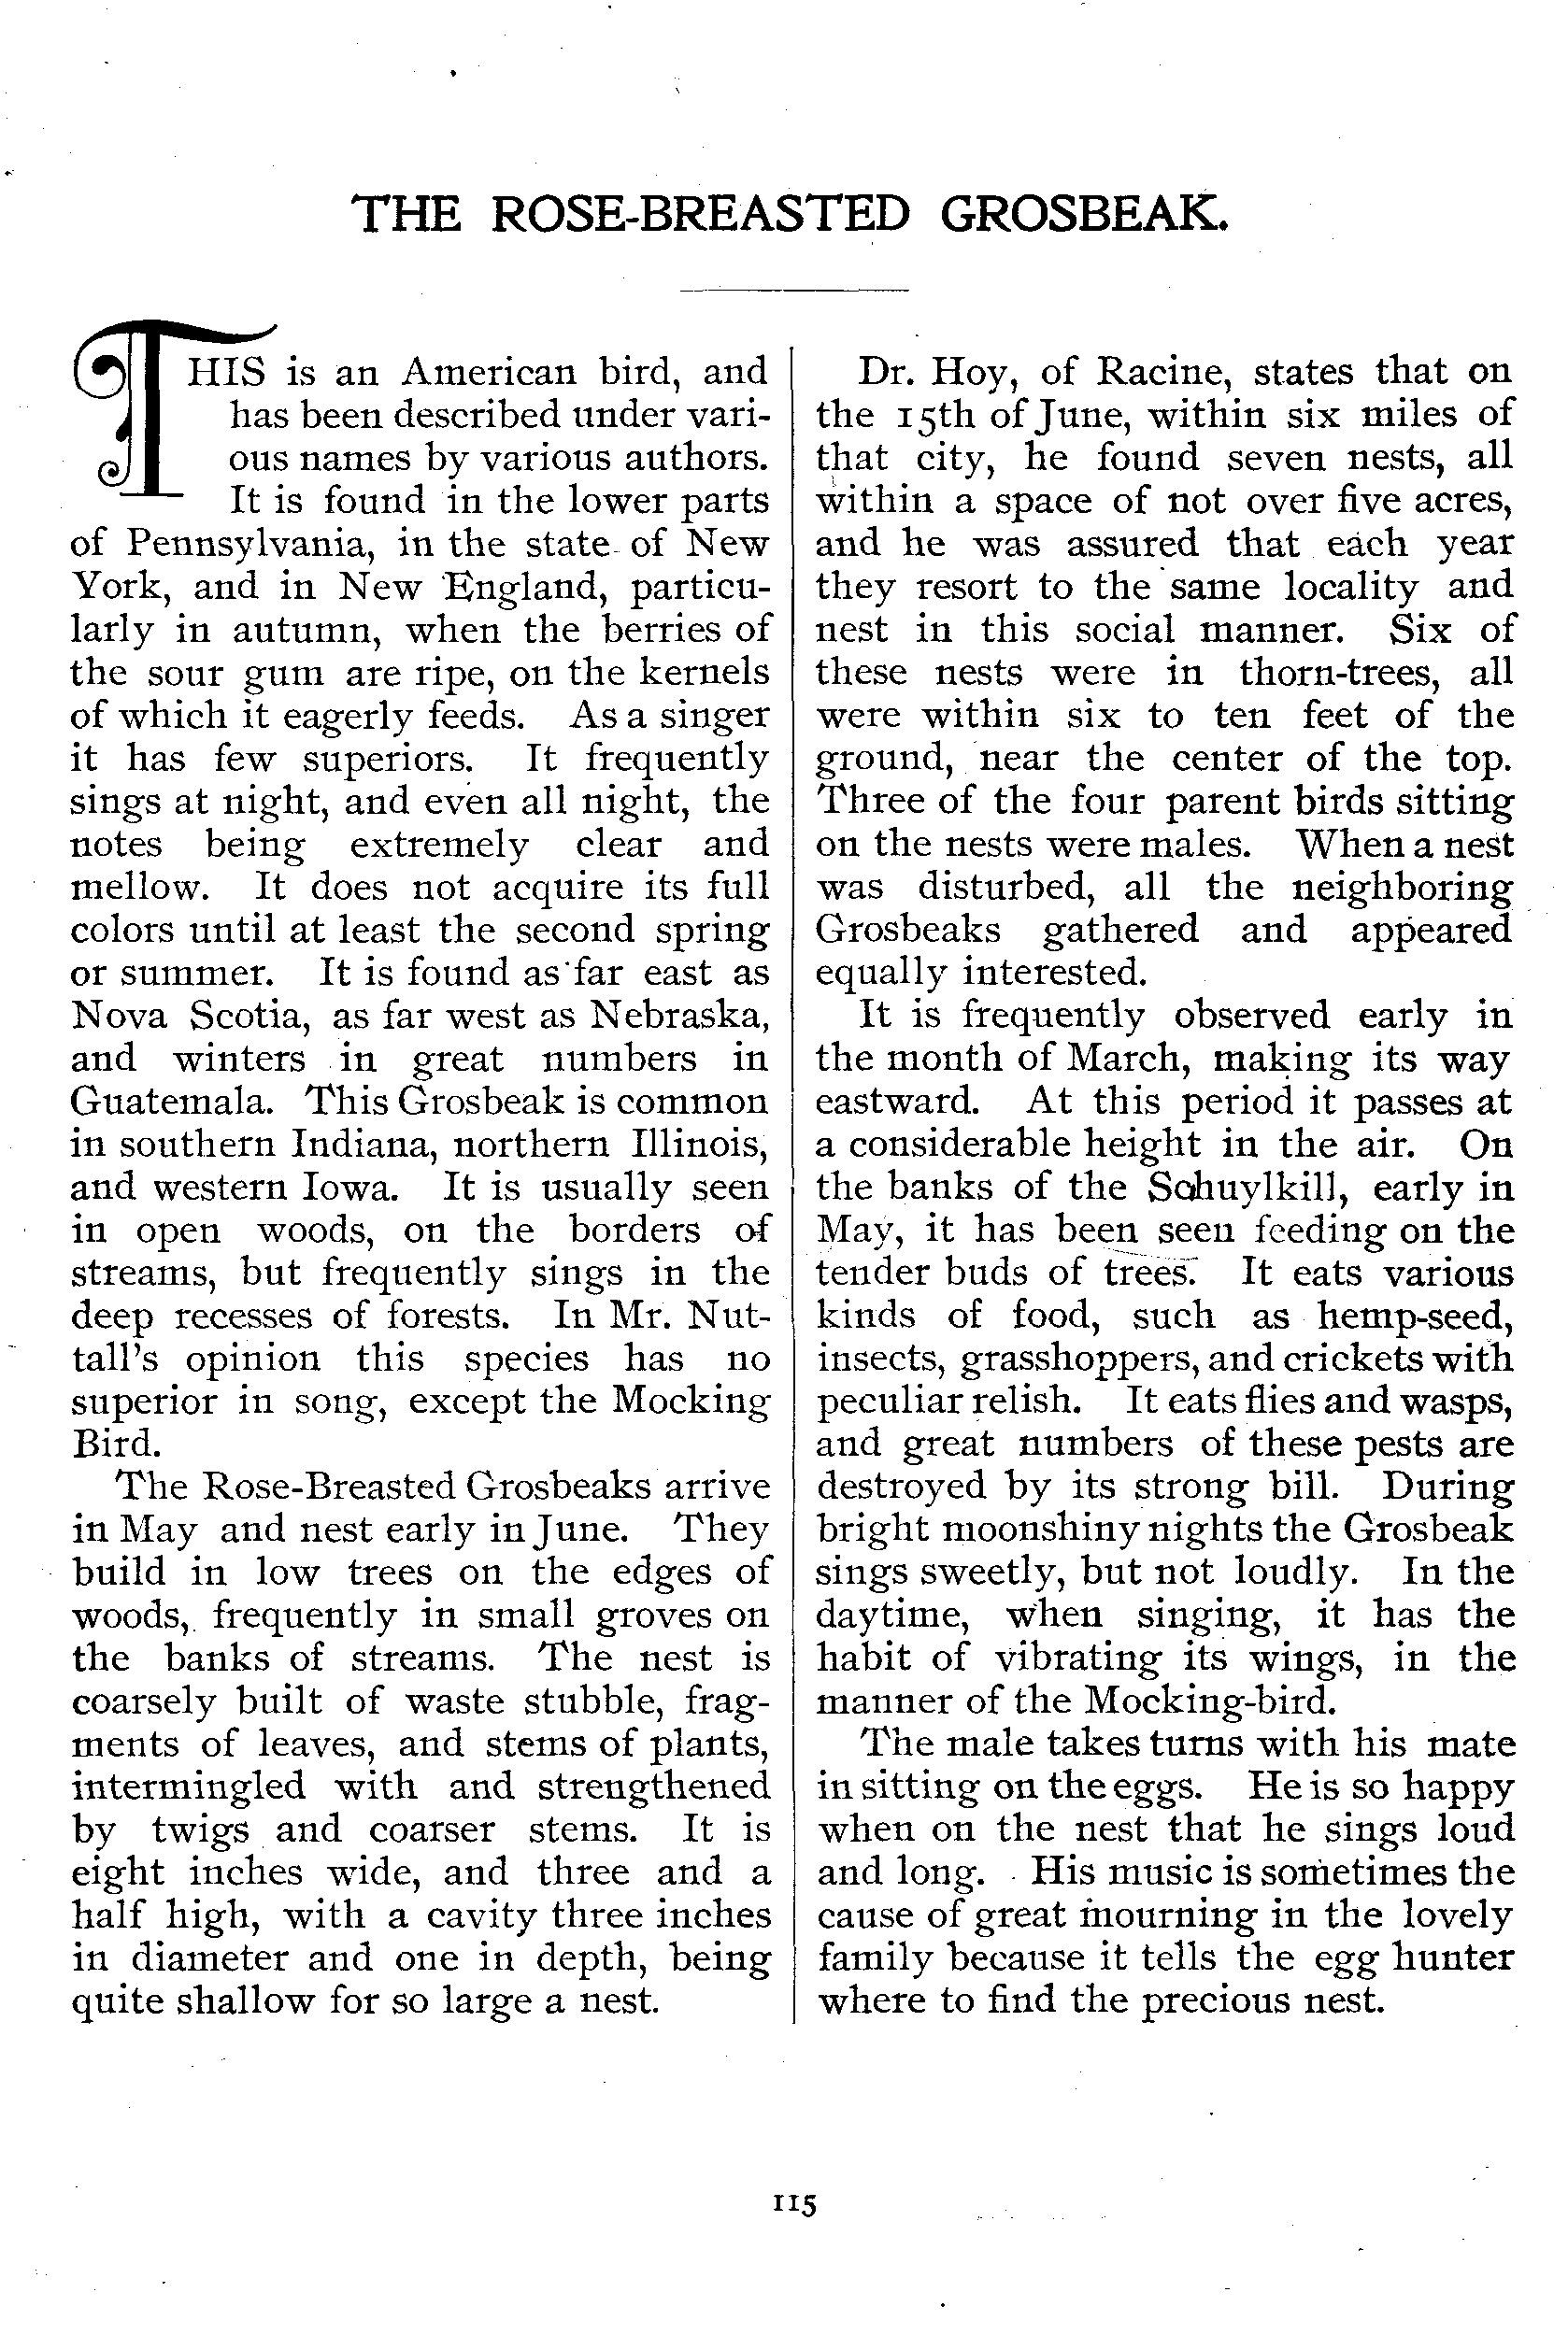 THE ROSE-BREASTED GROSBEAK.
THIS is an American bird, and
has been described under vari-
ous names by various authors.
It is found in the lower parts
of Pennsylvania, in the state of New
York, and in New England, particu-
larly in autumn, when the berries of
the sour gum are ripe, on the kernels
of which it eagerly feeds. As a singer
it has few superiors. It frequently
sings at night, and even all night, the
notes being extremely clear and
mellow. It does not acquire its full
colors until at least the second spring
or summer. It is found as far east as
Nova Scotia, as far west as Nebraska,
and winters in great numbers in
Guatemala. This Grosbeak is common
in southern Indiana, northern Illinois,
and western Iowa. It is usually seen
in open woods, on the borders of
streams, but frequently sings in the
deep recesses of forests. In Mr. Nut-
tall's opinion this species has no
superior in song, except the Mocking
Bird.
The Rose-Breasted Grosbeaks arrive
in May and nest early in June. They
build in low trees on the edges of
woods, frequently in small groves on
the banks of streams. The nest is
coarsely built of waste stubble, frag-
ments of leaves, and stems of plants,
intermingled with and strengthened
by twigs and coarser stems. It is
eight inches wide, and three and a
half high, with a cavity three inches
in diameter and one in depth, being
quite shallow for so large a nest.
Dr. Hoy, of Racine, states that on
the 15th of June, within six miles of
that city, he found seven nests, all
within a space of not over five acres,
and he was assured that each year
they resort to the same locality and
nest in this social manner. Six of
these nests were in thorn-trees, all
were within six to ten feet of the
ground, near the center of the top.
Three of the four parent birds sitting
on the nests were males. When a nest
was disturbed, all the neighboring
Grosbeaks gathered and appeared
equally interested.
It is frequently observed early in
the month of March, making its way
eastward. At this period it passes at
a considerable height in the air. On
the banks of the Schuylkill, early in
May, it has been seen feeding on the
tender buds of trees. It eats various
kinds of food, such as hemp-seed,
insects, grasshoppers, and crickets with
peculiar relish. It eats flies and wasps,
and great numbers of these pests are
destroyed by its strong bill. During
bright moonshiny nights the Grosbeak
sings sweetly, but not loudly. In the
daytime, when singing, it has the
habit of vibrating its wings, in the
manner of the Mocking-bird.
The male takes turns with his mate
in sitting on the eggs. He is so happy
when on the nest that he sings loud
and long. His music is sometimes the
cause of great mourning in the lovely
family because it tells the egg hunter
where to find the precious nest.
115